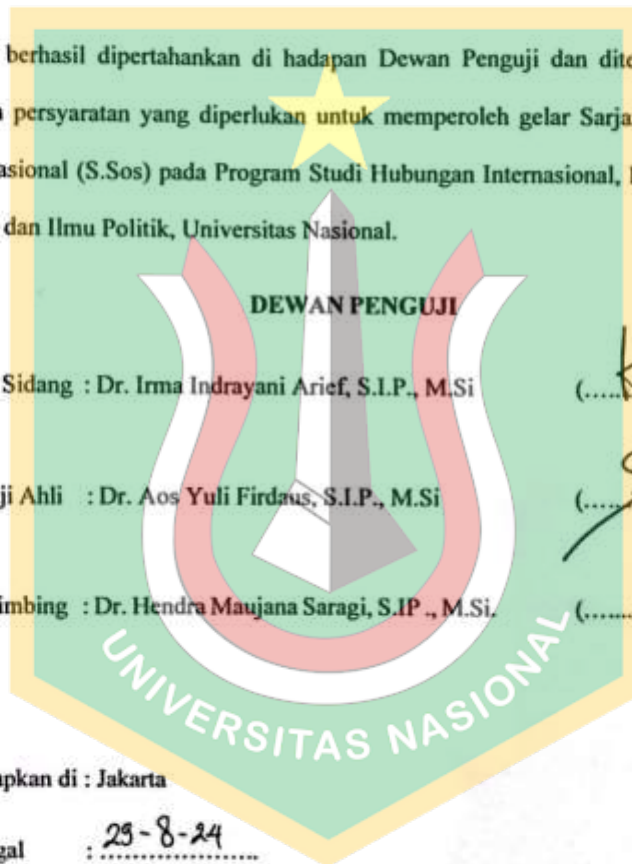 berhasil dipertahankan di hadapan Dewan Penguji dan dite
persyaratan yang diperlukan untuk memperoleh gelar Sarja
asional (S.Sos) pada Program Studi Hubungan Internasional,
dan Ilmu Politik, Universitas Nasional.
DEWAN PENGUJI
Sidang : Dr. Irma Indrayani Arief, S.I.P., M.Si (.....
ji Ahli : Dr. Aos Yuli Firdaus, S.I.P., M.Si (.....
imbing : Dr. Hendra Maujana Saragi, S.IP ., M.Si. (.......
UNIVERSITAS NASIONAL
apkan di : Jakarta
gal : 29-8-24